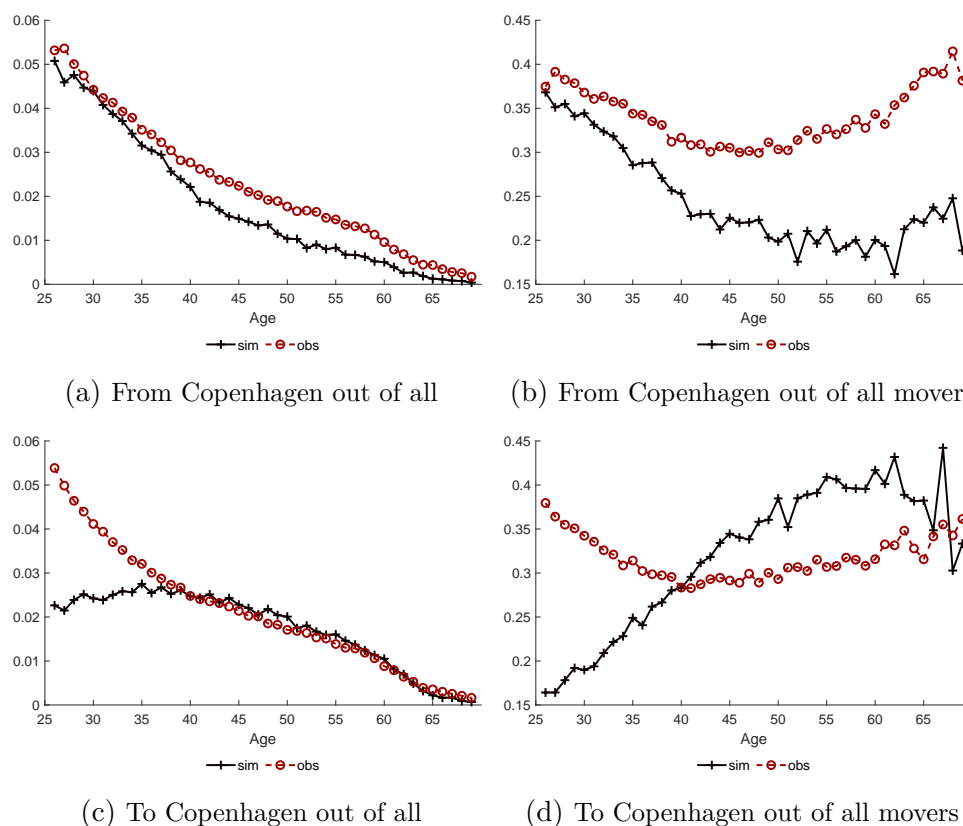 0.06
0.05
0.04
0.03
0.02
0.01
0
25 30 35 40 45 50 55 60 65
Age
sim obs
(a) From Copenhagen out of all
0.45
0.4
0.35
0.3
0.25
0.2
0.15
25 30 35 40 45 50 55 60 65
Age
sim obs
(b) From Copenhagen out of all mover
0.06
0.05
0.04
0.03
0.02
0.01
0
25 30 35 40 45 50 55 60 65
Age
sim obs
(c) To Copenhagen out of all
0.45
0.4
0.35
0.3
0.25
0.2
0.15
25 30 35 40 45 50 55 60 65
Age
sim obs
(d) To Copenhagen out of all movers